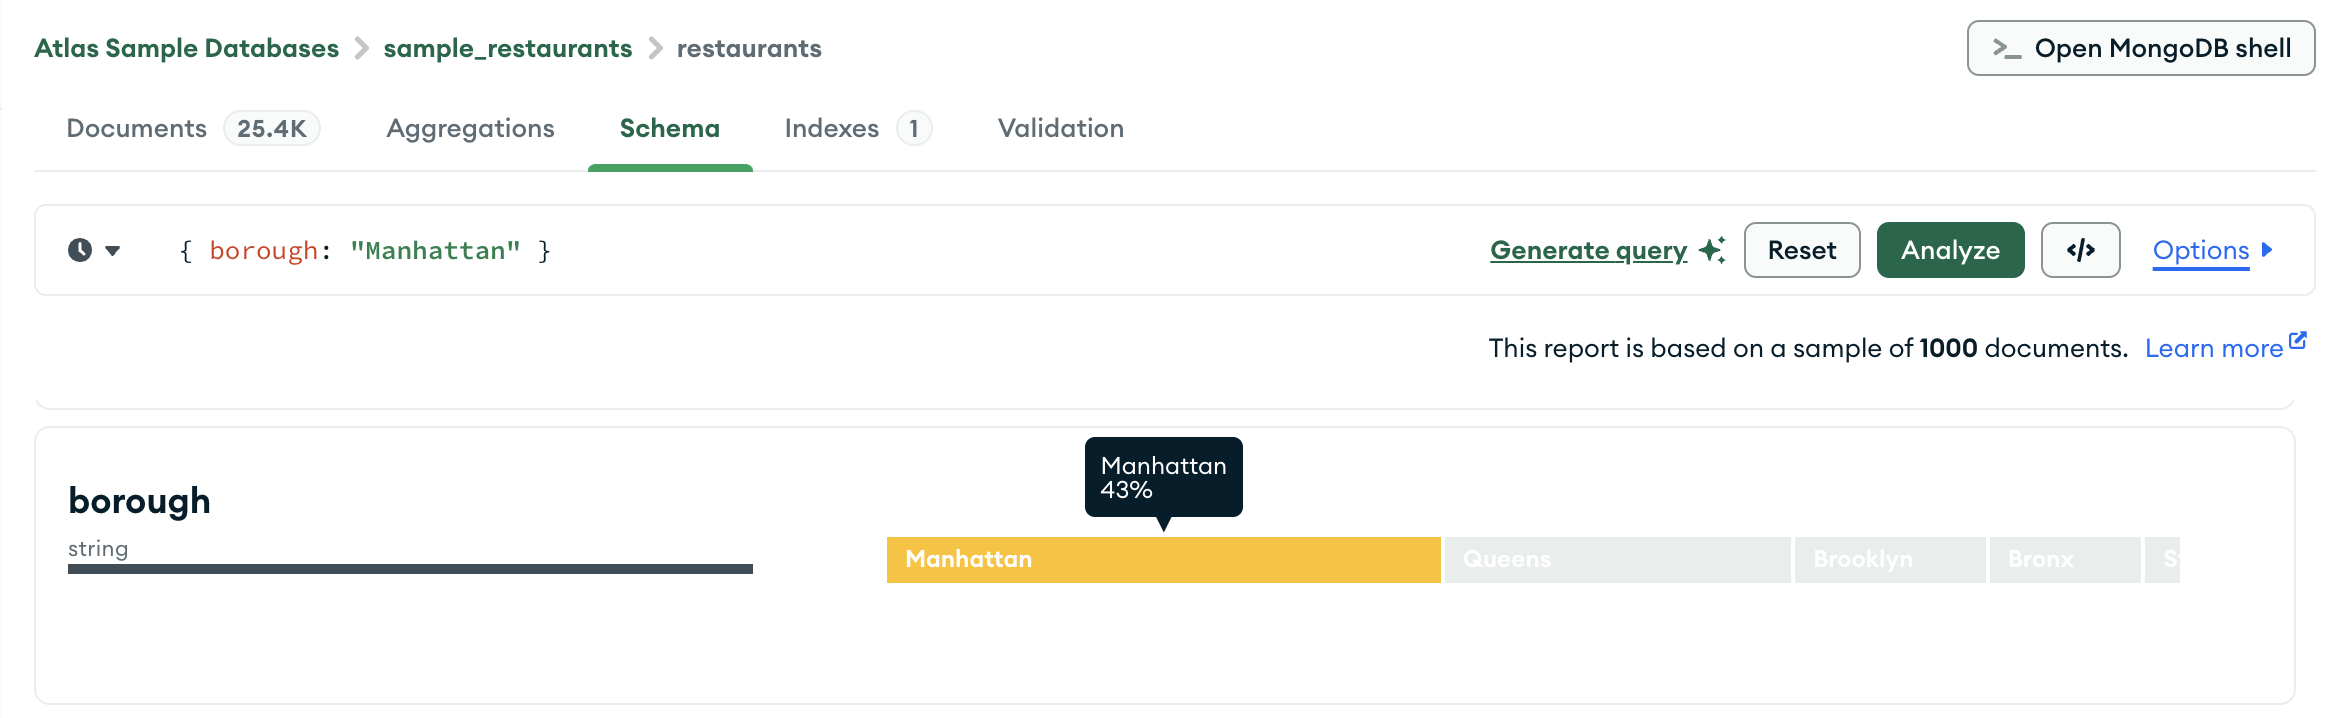 Atlas Sample Databases > sample_restaurants > restaurants
>_ Open MongoDB shell
Documents 25.4K Aggregations Schema Indexes 1 Validation
{ borough: "Manhattan" }
Generate query Reset Analyze </> Options
This report is based on a sample of 1000 documents. Learn more
Manhattan
43%
borough
string
Manhattan Queens Brooklyn Bronx